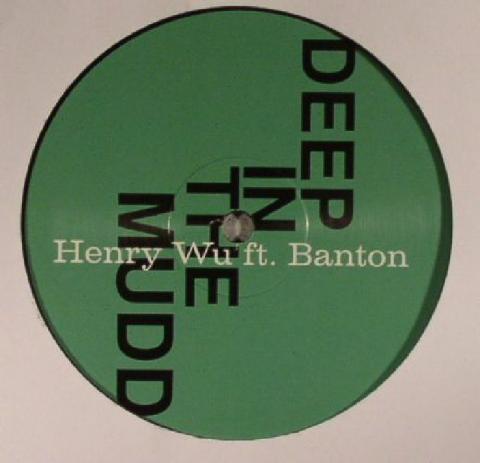 DEEP
IN
THE
MUDD
Henry Wu ft. Banton